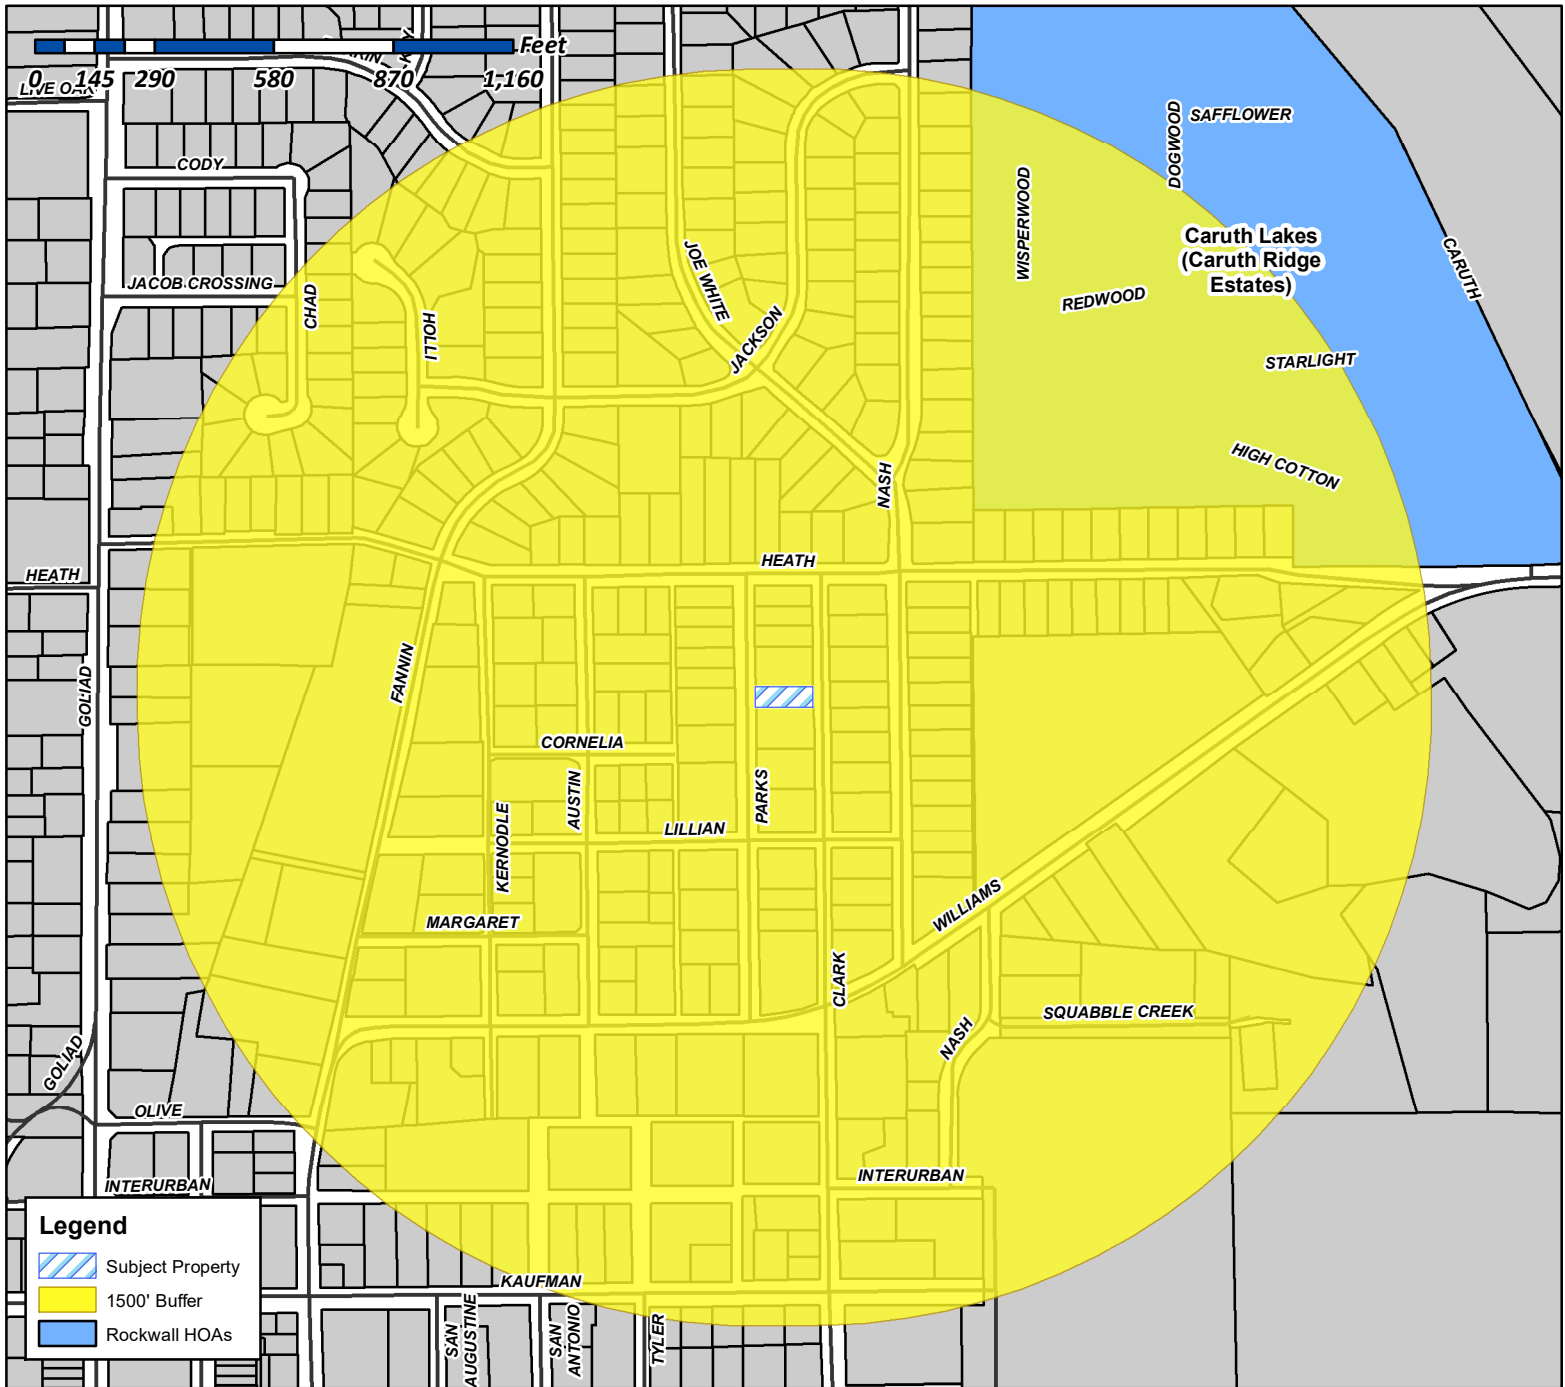 Feet
0 145 290 580 870 1,160
LIVE OAK
CODY
JACOB CROSSING
CHAD
HOLLI
JOE WHITE
JACKSON
NASH
WISPERWOOD
DOGWOOD
SAFFLOWER
Caruth Lakes
(Caruth Ridge
Estates)
CARUTH
REDWOOD
STARLIGHT
HIGH COTTON
HEATH
HEATH
GOLIAD
FANNIN
CORNELIA
AUSTIN
KERNODLE
PARKS
LILLIAN
MARGARET
WILLIAMS
CLARK
NASH
SQUABBLE CREEK
GOLIAD
OLIVE
INTERURBAN
INTERURBAN
KAUFMAN
SAN
AUGUSTINE
SAN
ANTONIO
TYLER
Legend
Subject Property
1500' Buffer
Rockwall HOAs